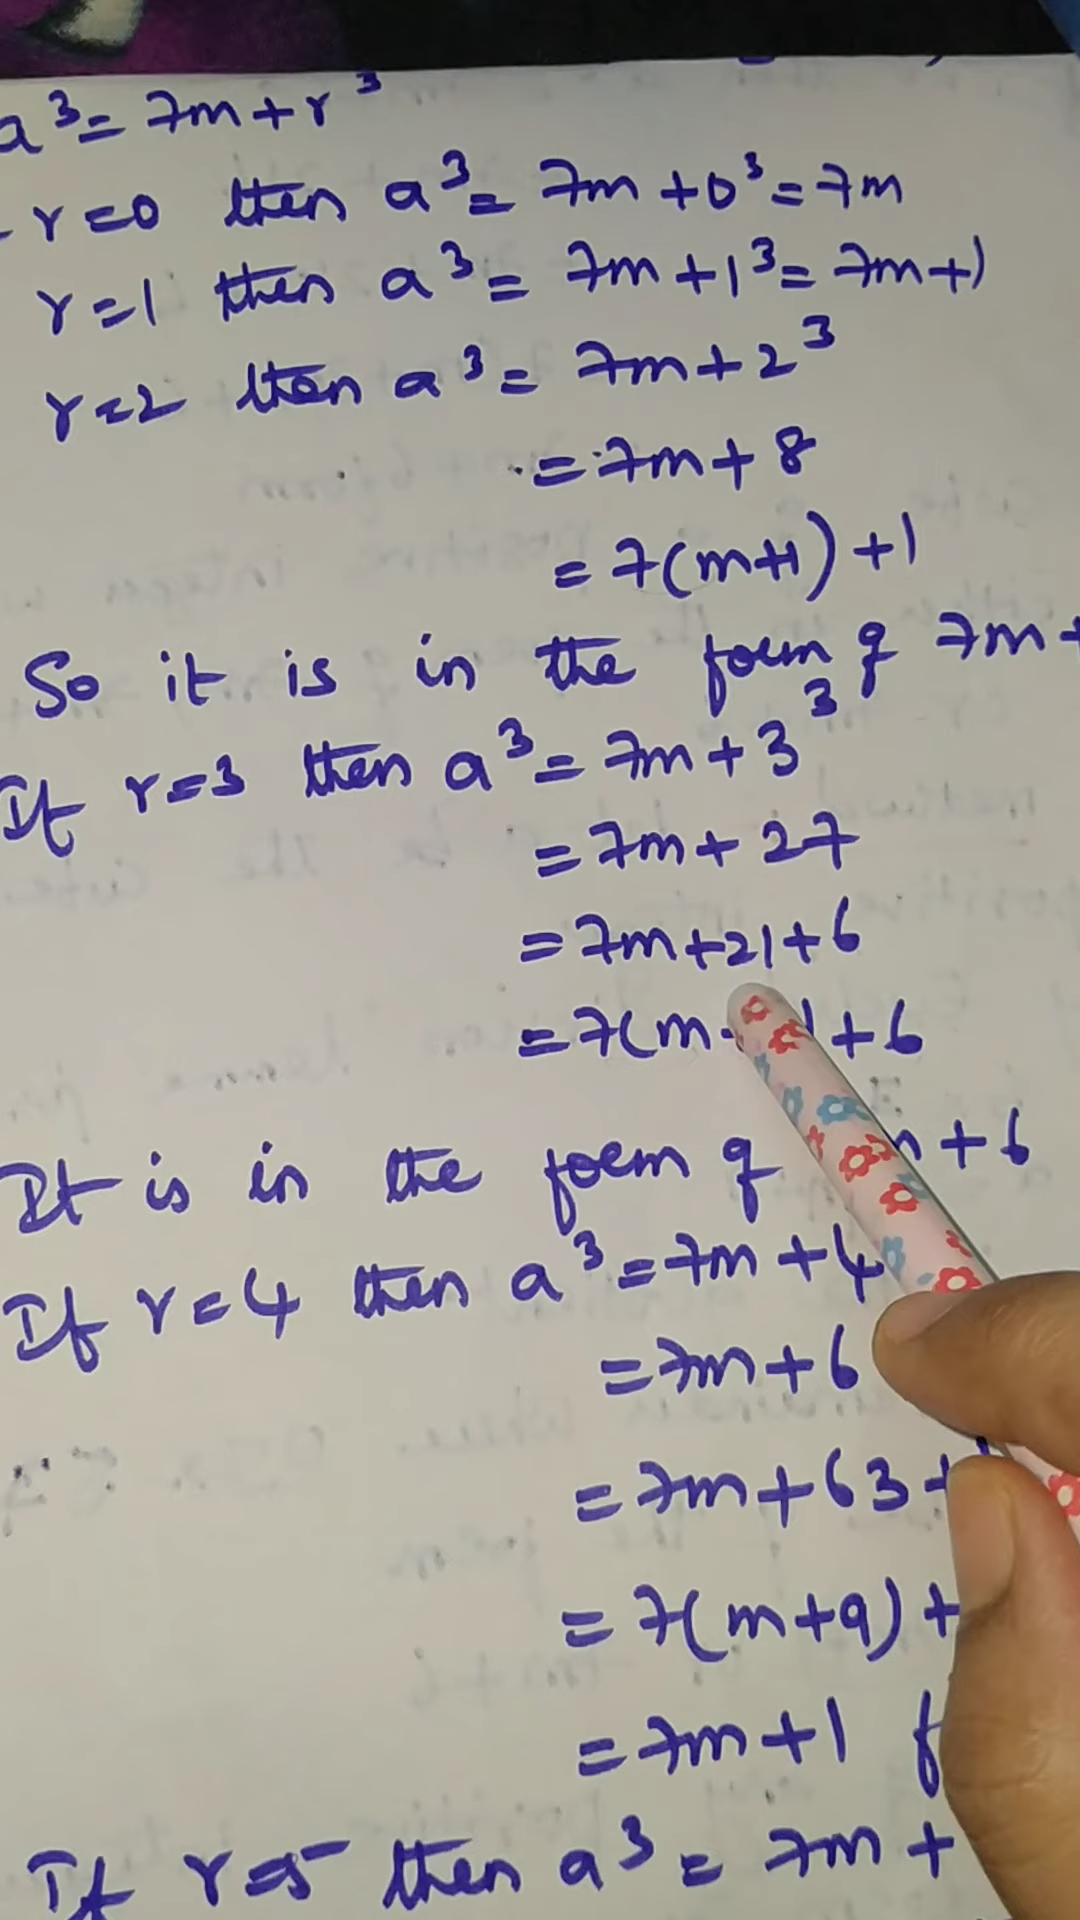 a³ = 7m + r³
r=0 then a³ = 7m + 0³ = 7m
r=1 then a³ = 7m + 1³ = 7m+1
r=2 then a³ = 7m + 2³
= 7m + 8
= 7(m+1) +1
So it is in the form of 7m +
If r=3 then a³ = 7m + 3³
= 7m + 27
= 7m + 21 + 6
= 7(m + 6
It is in the form of + 6
If r=4 then a³ = 7m + 4
= 7m + 6
= 7m + 63 +
= 7(m+9) +
= 7m + 1 f
If r=5 then a³ = 7m +